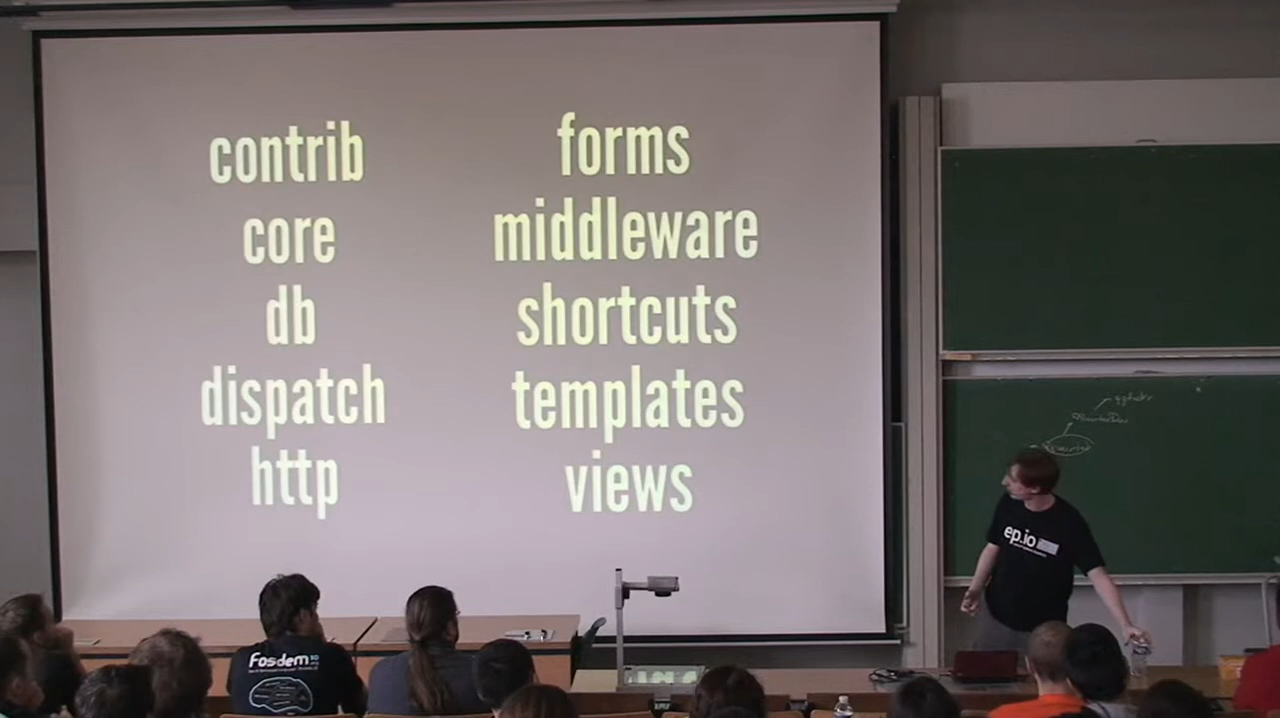 contrib
core
db
dispatch
http
forms
middleware
shortcuts
templates
views
ep.io
Fosdem